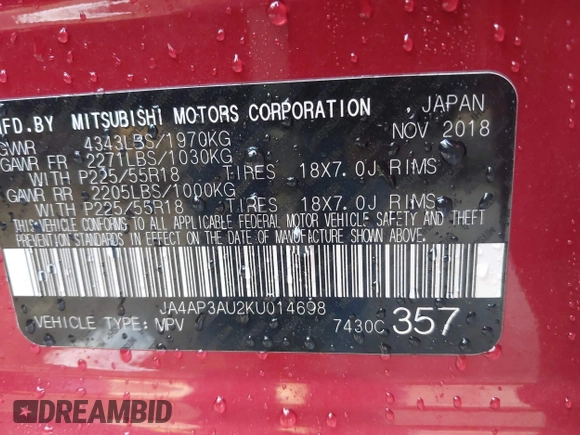 MFD.BY MITSUBISHI MOTORS CORPORATION, JAPAN
GVWR 4343LBS/1970KG NOV 2018
GAWR FR 2271LBS/1030KG
WITH P225/55R18 TIRES 18X7.0J RIMS
GAWR RR 2205LBS/1000KG
WITH P225/55R18 TIRES 18X7.0J RIMS
THIS VEHICLE CONFORMS TO ALL APPLICABLE FEDERAL MOTOR VEHICLE SAFETY AND THEFT
PREVENTION STANDARDS IN EFFECT ON THE DATE OF MANUFACTURE SHOWN ABOVE.
JA4AP3AU2KU014698
VEHICLE TYPE: MPV 7430C 357
DREAMBID